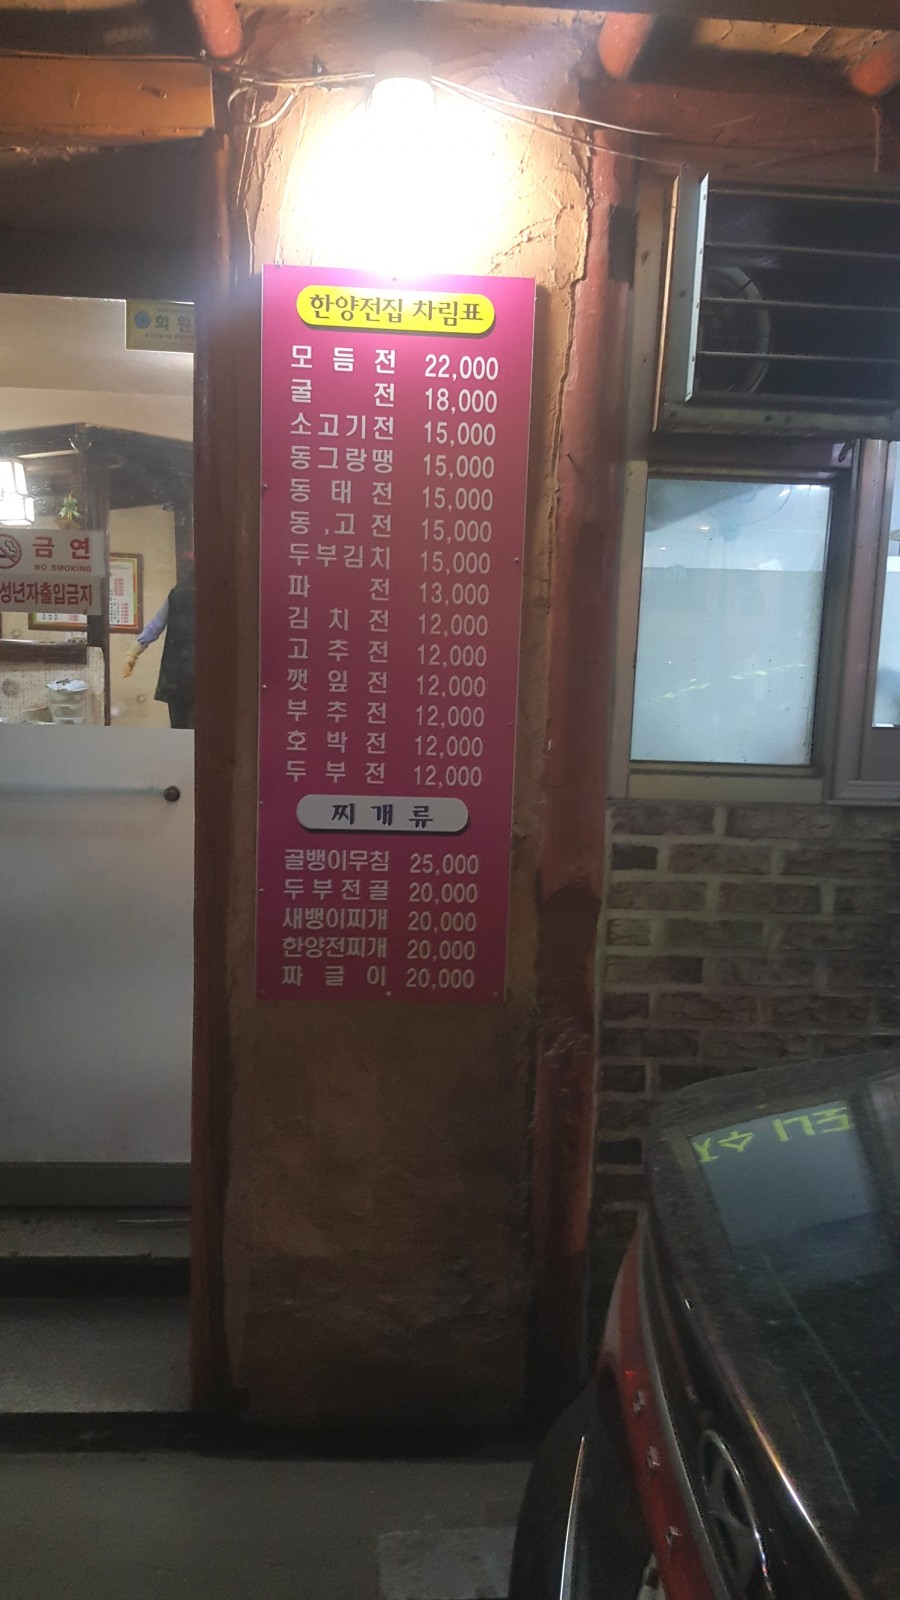 한양전집 차림표
모듬전 22,000
굴전 18,000
소고기전 15,000
동그랑땡 15,000
동태전 15,000
동,고전 15,000
두부김치 15,000
파전 13,000
김치전 12,000
고추전 12,000
깻잎전 12,000
부추전 12,000
호박전 12,000
두부전 12,000
찌개류
골뱅이무침 25,000
두부전골 20,000
새뱅이찌개 20,000
한양전찌개 20,000
짜글이 20,000
회원
금연
NO SMOKING
성년자출입금지